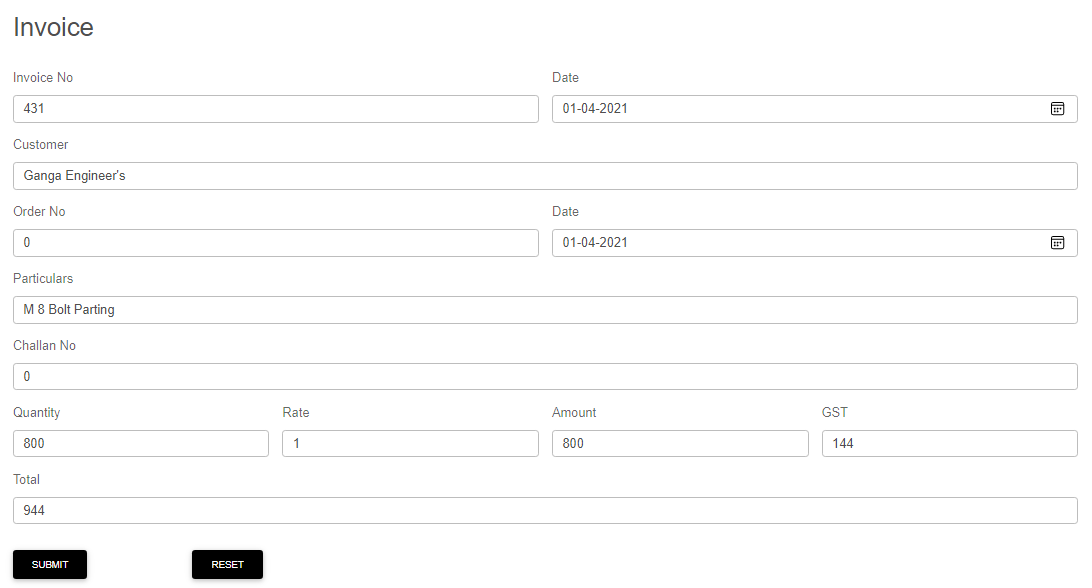 Invoice
Invoice No Date
431 01-04-2021
Customer
Ganga Engineer's
Order No Date
0 01-04-2021
Particulars
M 8 Bolt Parting
Challan No
0
Quantity Rate Amount GST
800 1 800 144
Total
944
SUBMIT RESET